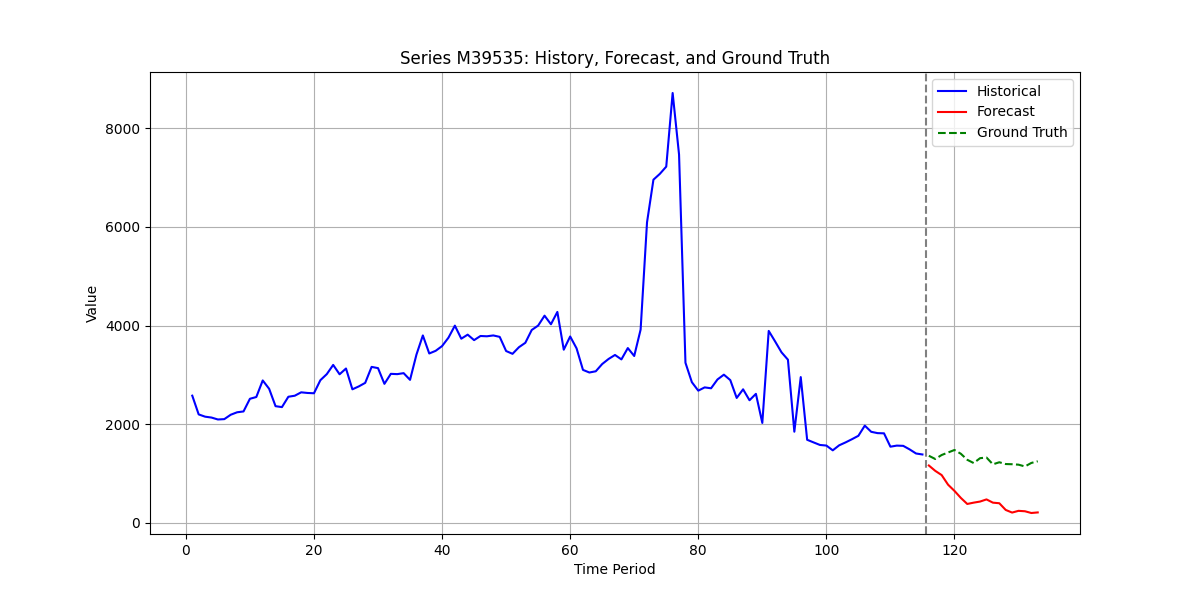 Series M39535: History, Forecast, and Ground Truth
Historical
Forecast
Ground Truth
Value
8000
6000
4000
2000
0
0 20 40 60 80 100 120
Time Period